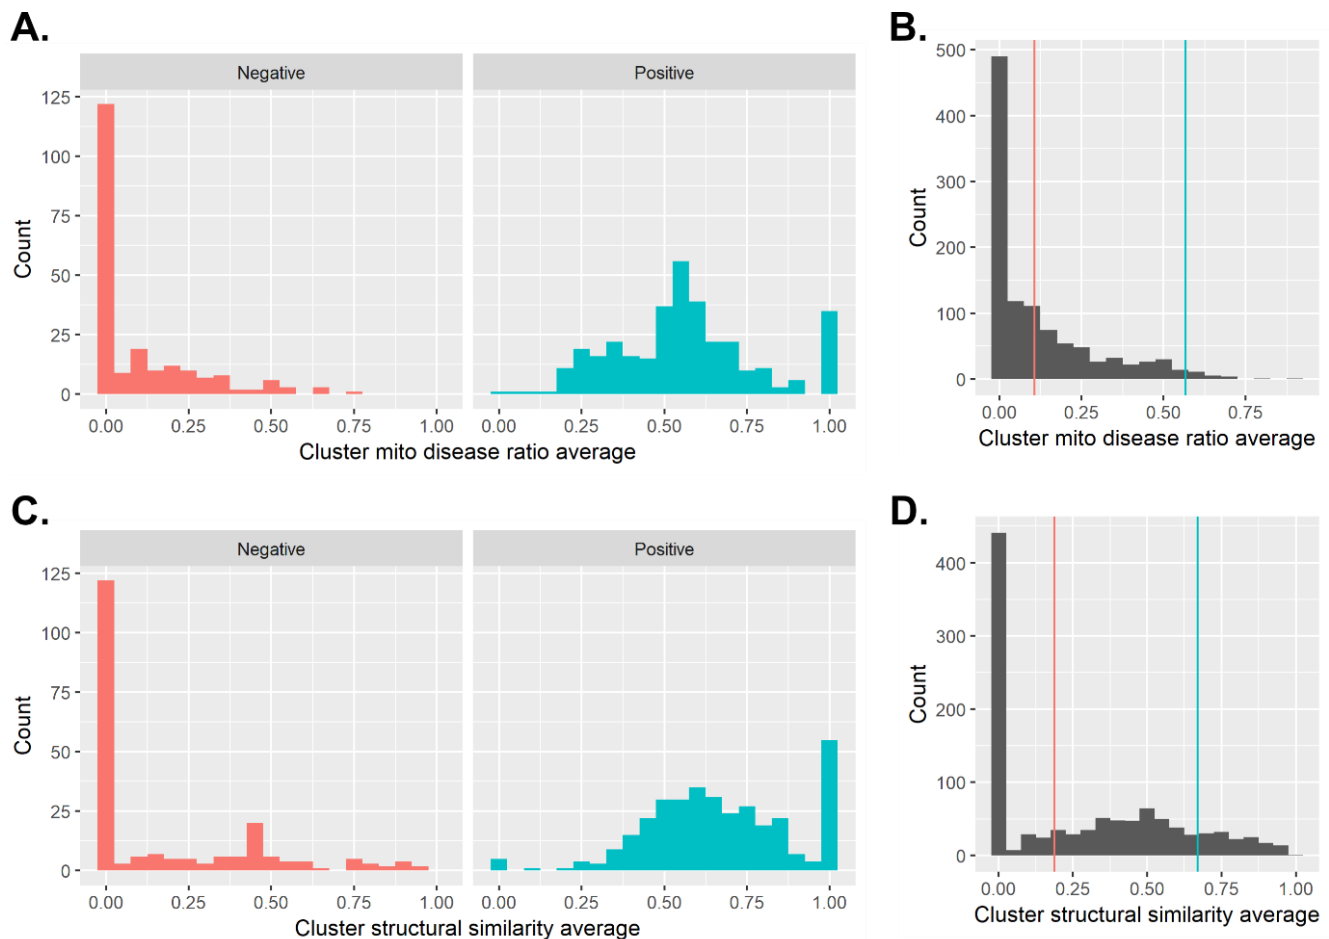 A.
Negative
Positive
125
100
75
50
25
0
Count
0.00 0.25 0.50 0.75 1.00
0.00 0.25 0.50 0.75 1.00
Cluster mito disease ratio average
B.
500
400
300
200
100
0
Count
0.00 0.25 0.50 0.75
Cluster mito disease ratio average
C.
Negative
Positive
125
100
75
50
25
0
Count
0.00 0.25 0.50 0.75 1.00
0.00 0.25 0.50 0.75 1.00
Cluster structural similarity average
D.
400
300
200
100
0
Count
0.00 0.25 0.50 0.75 1.00
Cluster structural similarity average